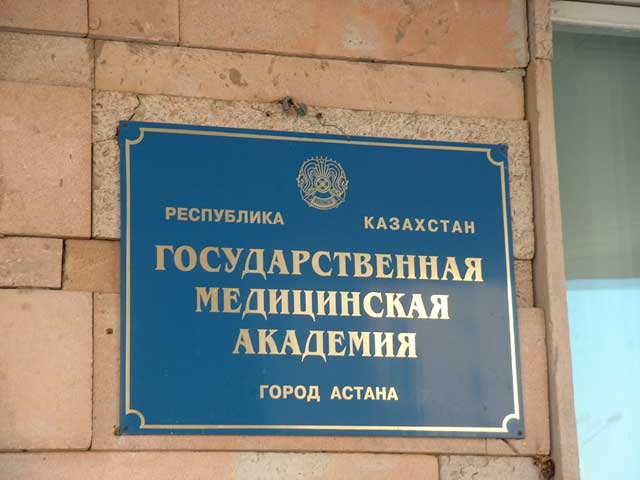 РЕСПУБЛИКА КАЗАХСТАН
ГОСУДАРСТВЕННАЯ
МЕДИЦИНСКАЯ
АКАДЕМИЯ
ГОРОД АСТАНА